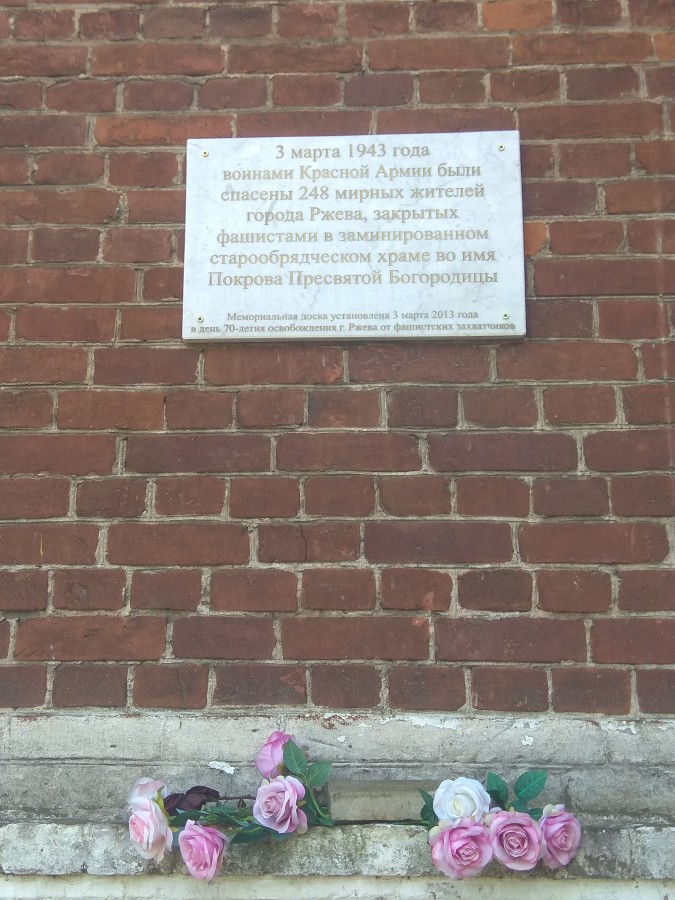 3 марта 1943 года
воинами Красной Армии были
спасены 248 мирных жителей
города Ржева, закрытых
фашистами в заминированном
старообрядческом храме во имя
Покрова Пресвятой Богородицы
Мемориальная доска установлена 3 марта 2013 года
в день 70-летия освобождения г. Ржева от фашистских захватчиков